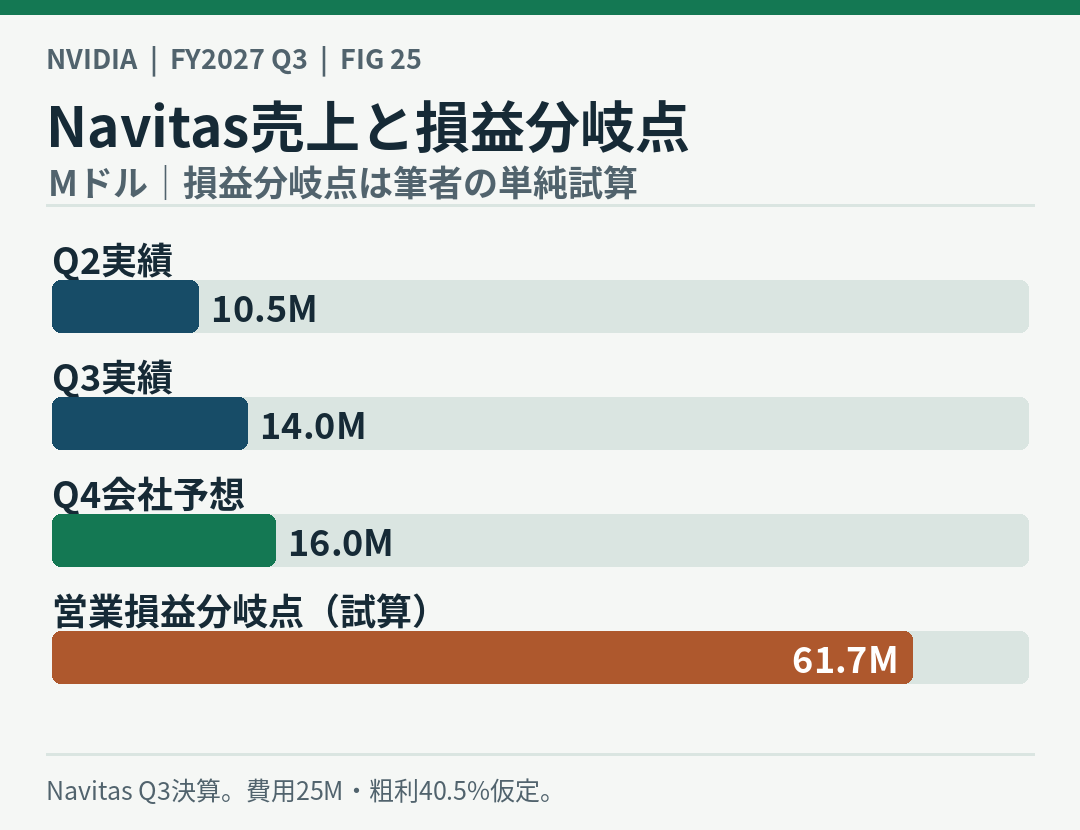 NVIDIA | FY2027 Q3 | FIG 25
Navitas売上と損益分岐点
Mドル｜損益分岐点は筆者の単純試算
Q2実績
10.5M
Q3実績
14.0M
Q4会社予想
16.0M
営業損益分岐点（試算）
61.7M
Navitas Q3決算。費用25M・粗利40.5%仮定。